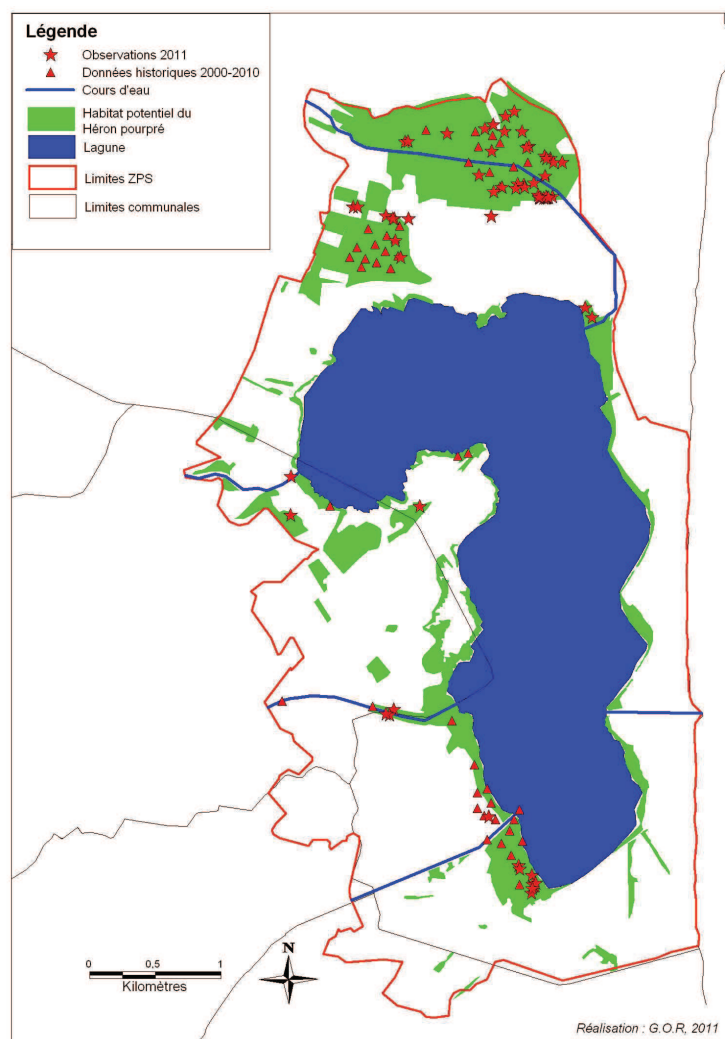 Légende
Observations 2011
Données historiques 2000-2010
Cours d'eau
Habitat potentiel du
Héron pourpré
Lagune
Limites ZPS
Limites communales
0 0,5 1
Kilomètres
N
Réalisation : G.O.R, 2011